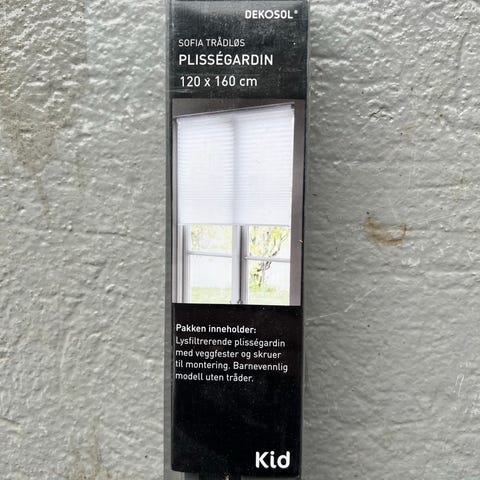 DEKOSOL®
SOFIA TRÅDLØS
PLISSÉGARDIN
120 x 160 cm
Pakken inneholder:
Lysfiltrerende plisségardin
med veggfester og skruer
til montering. Barnevennlig
modell uten tråder.
Kid